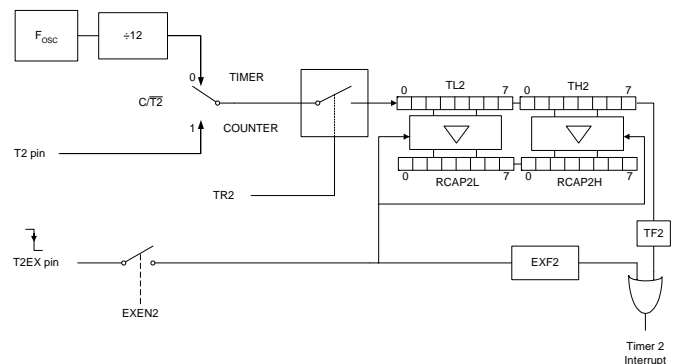 FOSC
÷12
0
TIMER
C/T2
1
COUNTER
T2 pin
TR2
0
TL2
7
0
TH2
7
0
RCAP2L
7
0
RCAP2H
7
TF2
T2EX pin
EXEN2
EXF2
Timer 2
Interrupt